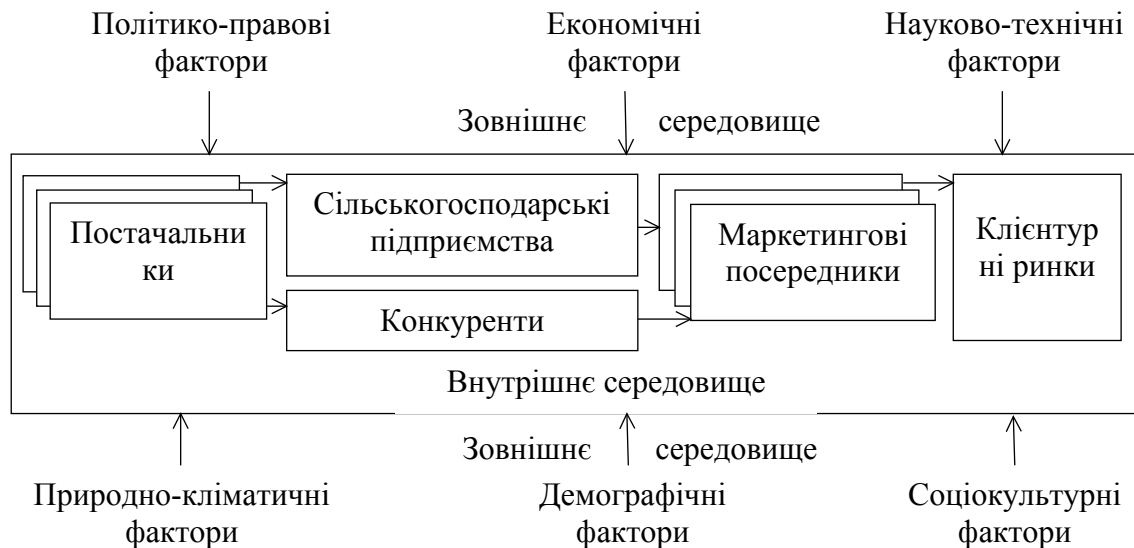 Політико-правові
фактори
Економічні
фактори
Науково-технічні
фактори
Зовнішнє середовище
Постачальни
ки
Сільськогосподарські
підприємства
Конкуренти
Маркетингові
посередники
Клієнтур
ні ринки
Внутрішнє середовище
Зовнішнє середовище
Природно-кліматичні
фактори
Демографічні
фактори
Соціокультурні
фактори